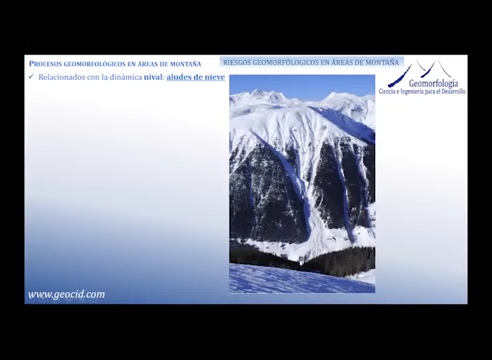 PROCESOS GEOMORFOLÓGICOS EN ÁREAS DE MONTAÑA
RIESGOS GEOMORFÓLOGICOS EN ÁREAS DE MONTAÑA
✓ Relacionados con la dinámica nival: aludes de nieve
Geomorfología
Ciencia e Ingeniería para el Desarrollo
www.geocid.com